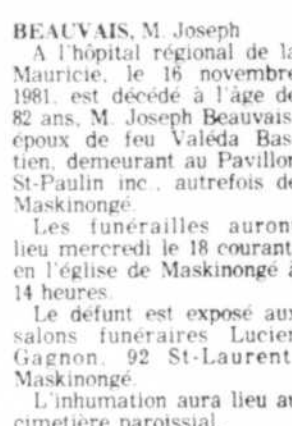 BEAUVAIS, M. Joseph
A l'hôpital régional de la
Mauricie, le 16 novembre
1981, est décédé à l'âge de
82 ans, M. Joseph Beauvais,
époux de feu Valéda Bas-
tien, demeurant au Pavillon
St-Paulin inc., autrefois de
Maskinongé.
Les funérailles auront
lieu mercredi le 18 courant,
en l'église de Maskinongé à
14 heures.
Le défunt est exposé aux
salons funéraires Lucien
Gagnon, 92 St-Laurent,
Maskinongé.
L'inhumation aura lieu au
cimetière paroissial.